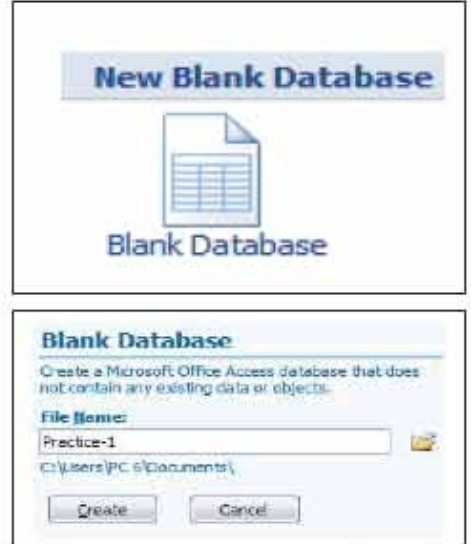 New Blank Database
Blank Database
Blank Database
Create a Microsoft Office Access database that does
not contain any existing data or objects.
File Name:
Practice-1
C:\Users\PC 6\Documents\
Create
Cancel